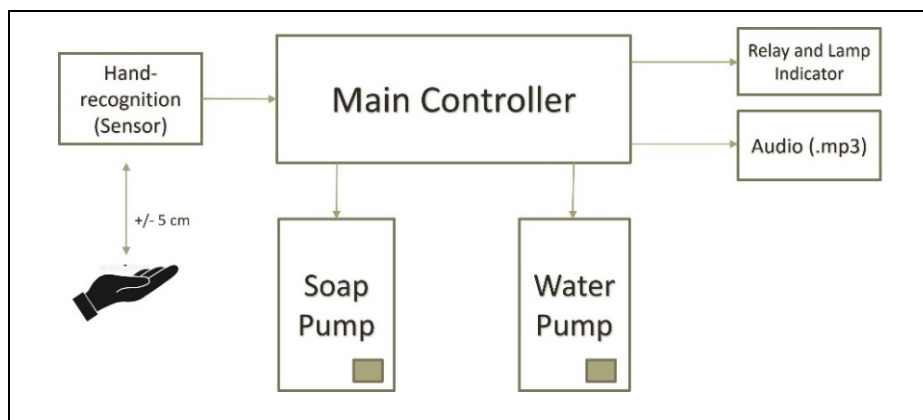 Hand-
recognition
(Sensor)
Main Controller
Relay and Lamp
Indicator
Audio (.mp3)
+/- 5 cm
Soap
Pump
Water
Pump